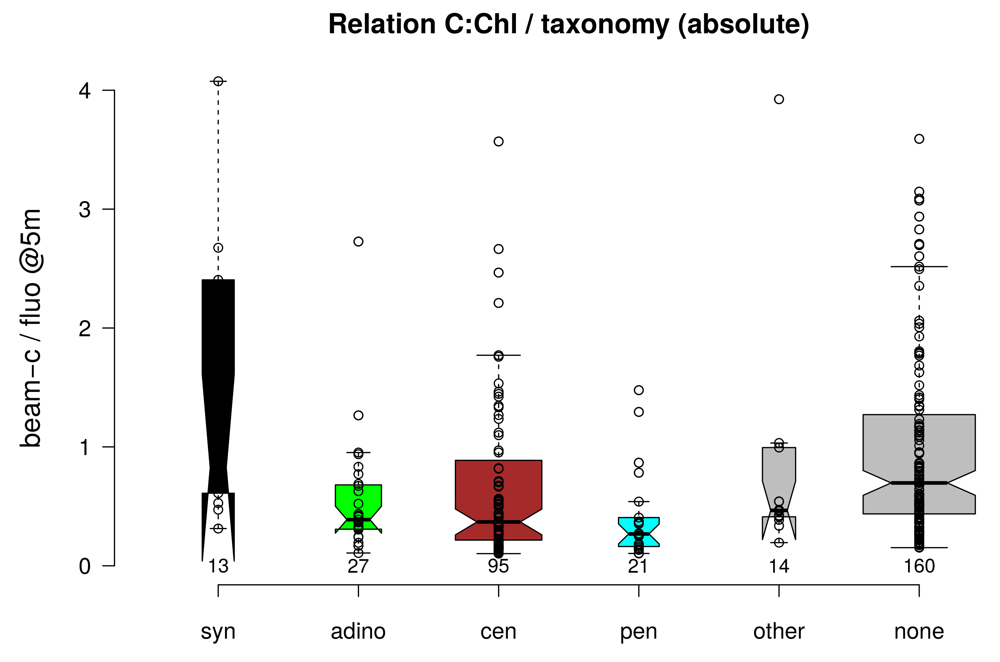 Relation C:Chl / taxonomy (absolute)
beam−c / fluo @5m
4
3
2
1
0
13 27 95 21 14 160
syn adino cen pen other none